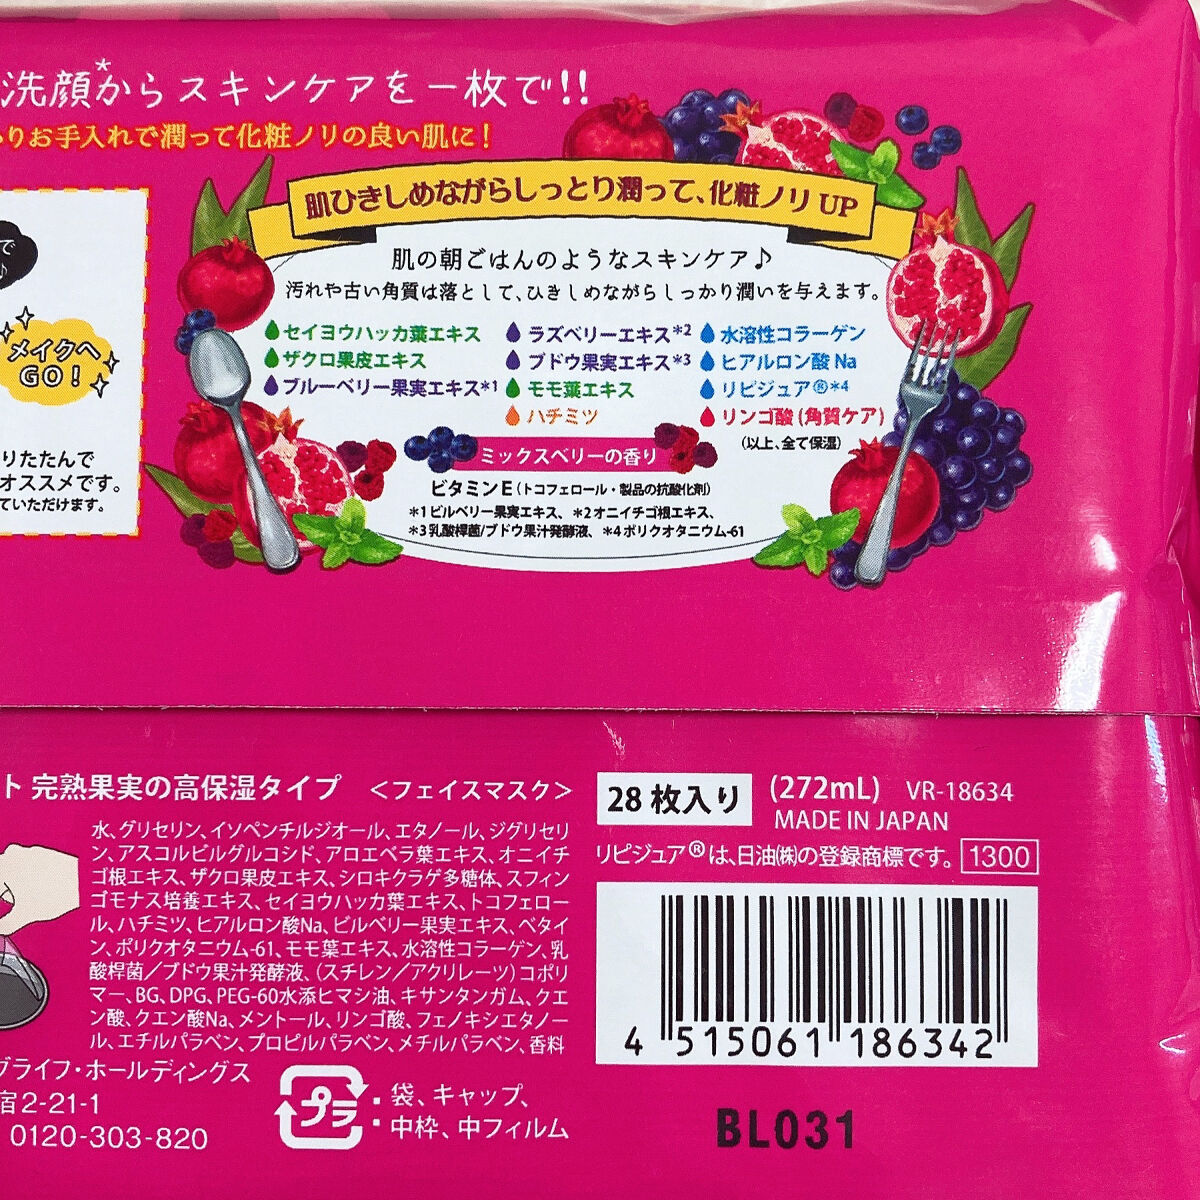 洗顔*からスキンケアを一枚で!!
りお手入れで潤って化粧ノリの良い肌に!
肌ひきしめながらしっとり潤って、化粧ノリUP
肌の朝ごはんのようなスキンケア♪
汚れや古い角質は落として、ひきしめながらしっかり潤いを与えます。
セイヨウハッカ葉エキス
ザクロ果皮エキス
ブルーベリー果実エキス*1
ラズベリーエキス*2
ブドウ果実エキス*3
モモ葉エキス
ハチミツ
水溶性コラーゲン
ヒアルロン酸Na
リピジュア®*4
リンゴ酸(角質ケア)
(以上、全て保湿)
ミックスベリーの香り
ビタミンE(トコフェロール・製品の抗酸化剤)
*1ビルベリー果実エキス、*2オニイチゴ根エキス、
*3乳酸桿菌/ブドウ果汁発酵液、*4ポリクオタニウム-61
で
♪
メイクへ
GO!
りたたんで
オススメです。
ていただけます。
ト 完熟果実の高保湿タイプ <フェイスマスク>
水、グリセリン、イソペンチルジオール、エタノール、ジグリセリ
ン、アスコルビルグルコシド、アロエベラ葉エキス、オニイチ
ゴ根エキス、ザクロ果皮エキス、シロキクラゲ多糖体、スフィン
ゴモナス培養エキス、セイヨウハッカ葉エキス、トコフェロー
ル、ハチミツ、ヒアルロン酸Na、ビルベリー果実エキス、ベタイ
ン、ポリクオタニウム-61、モモ葉エキス、水溶性コラーゲン、乳
酸桿菌/ブドウ果汁発酵液、(スチレン/アクリレーツ)コポリ
マー、BG、DPG、PEG-60水添ヒマシ油、キサンタンガム、クエ
ン酸、クエン酸Na、メントール、リンゴ酸、フェノキシエタノー
ル、エチルパラベン、プロピルパラベン、メチルパラベン、香料
グライフ・ホールディングス
宿2-21-1
0120-303-820
プラ
・袋、キャップ、
・中枠、中フィルム
28枚入り
(272mL) VR-18634
MADE IN JAPAN
リピジュア®は、日油㈱の登録商標です。 1300
4 515061 186342
BL031